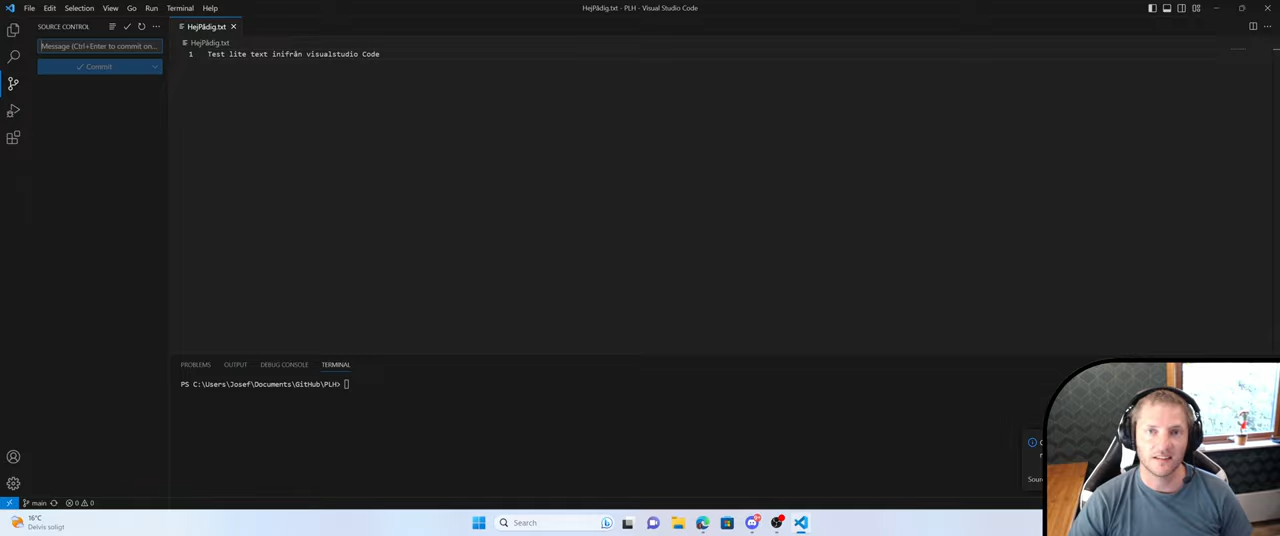 File Edit Selection View Go Run Terminal Help
HejPådig.txt - PLH - Visual Studio Code
SOURCE CONTROL
HejPådig.txt
Message (Ctrl+Enter to commit on...
HejPådig.txt
1 Test lite text inifrån visualstudio Code
Commit
PROBLEMS OUTPUT DEBUG CONSOLE TERMINAL
PS C:\Users\Josef\Documents\GitHub\PLH>
main 0 0
16°C
Delvis soligt
Search